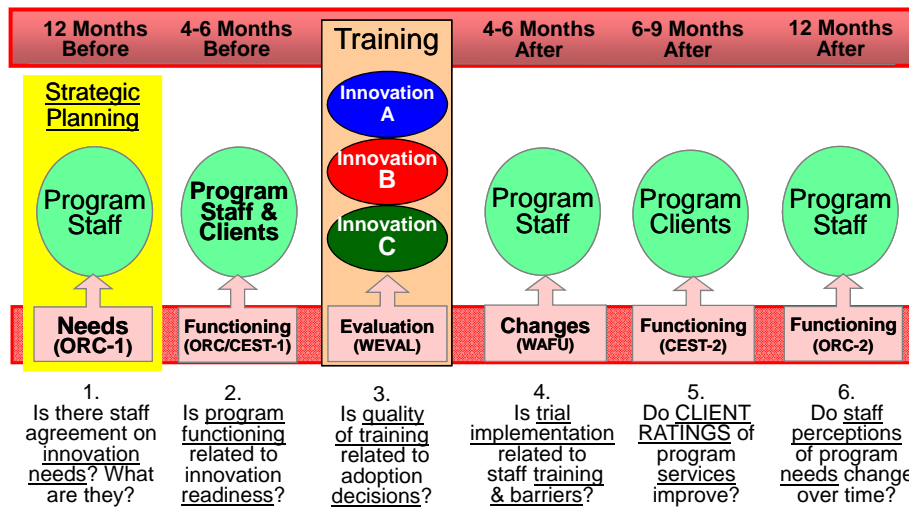 12 Months
Before
4-6 Months
Before
Training
4-6 Months
After
6-9 Months
After
12 Months
After
Strategic
Planning
Program
Staff
Program
Staff &
Clients
Innovation
A
Innovation
B
Innovation
C
Program
Staff
Program
Clients
Program
Staff
Needs
(ORC-1)
Functioning
(ORC/CEST-1)
Evaluation
(WEVAL)
Changes
(WAFU)
Functioning
(CEST-2)
Functioning
(ORC-2)
1.
Is there staff
agreement on
innovation
needs? What
are they?
2.
Is program
functioning
related to
innovation
readiness?
3.
Is quality
of training
related to
adoption
decisions?
4.
Is trial
implementation
related to
staff training
& barriers?
5.
Do CLIENT
RATINGS of
program
services
improve?
6.
Do staff
perceptions
of program
needs change
over time?